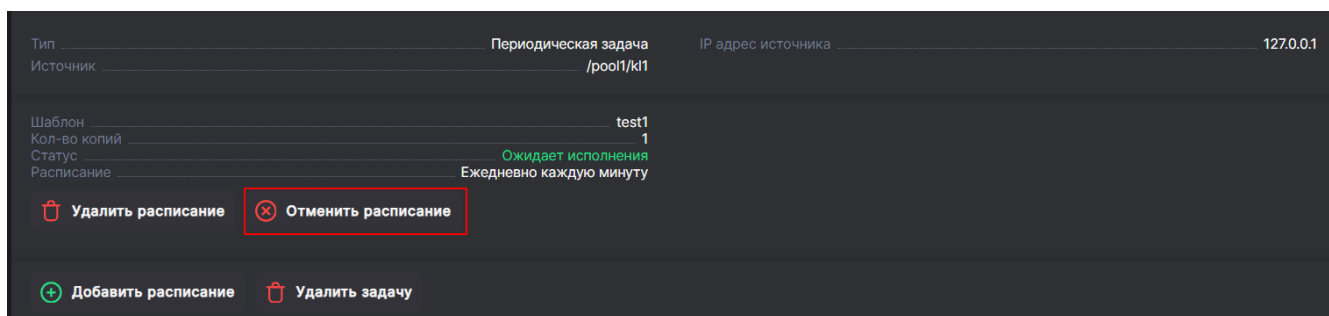 Тип Периодическая задача IP адрес источника 127.0.0.1
Источник /pool1/kl1
Шаблон test1
Кол-во копий 1
Статус Ожидает исполнения
Расписание Ежедневно каждую минуту
Удалить расписание Отменить расписание
Добавить расписание Удалить задачу